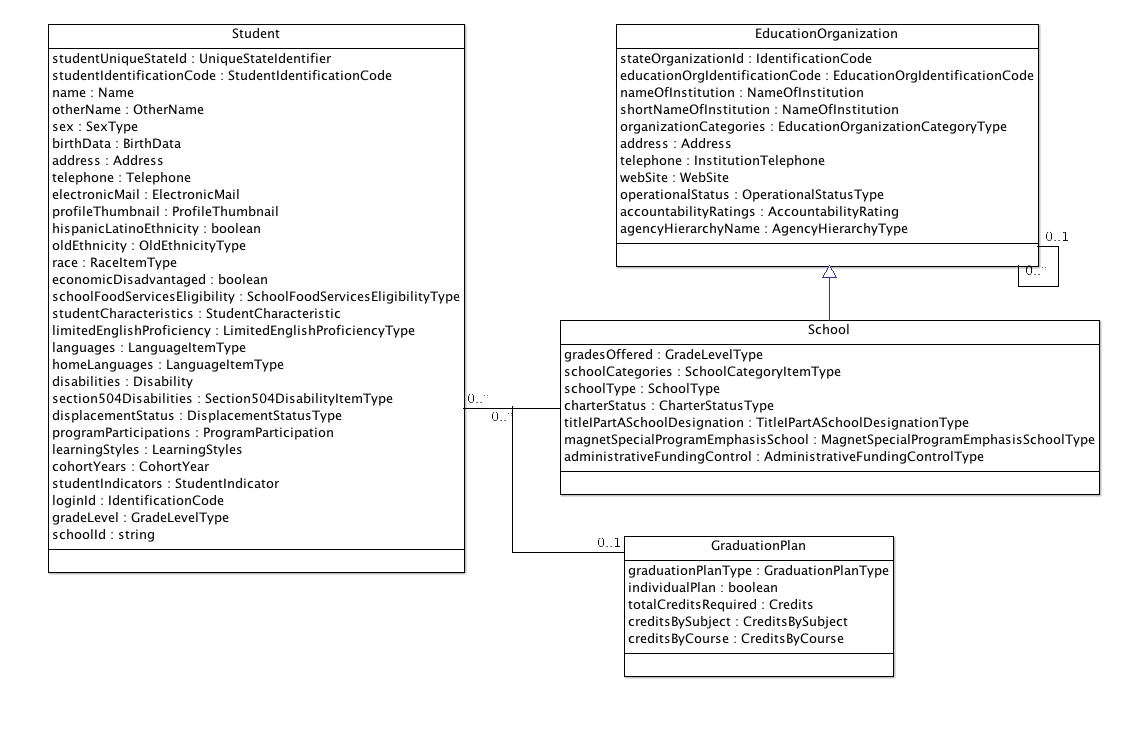 Student
studentUniqueStateId : UniqueStateIdentifier
studentIdentificationCode : StudentIdentificationCode
name : Name
otherName : OtherName
sex : SexType
birthData : BirthData
address : Address
telephone : Telephone
electronicMail : ElectronicMail
profileThumbnail : ProfileThumbnail
hispanicLatinoEthnicity : boolean
oldEthnicity : OldEthnicityType
race : RaceItemType
economicDisadvantaged : boolean
schoolFoodServicesEligibility : SchoolFoodServicesEligibilityType
studentCharacteristics : StudentCharacteristic
limitedEnglishProficiency : LimitedEnglishProficiencyType
languages : LanguageItemType
homeLanguages : LanguageItemType
disabilities : Disability
section504Disabilities : Section504DisabilityItemType
displacementStatus : DisplacementStatusType
programParticipations : ProgramParticipation
learningStyles : LearningStyles
cohortYears : CohortYear
studentIndicators : StudentIndicator
loginId : IdentificationCode
gradeLevel : GradeLevelType
schoolId : string
EducationOrganization
stateOrganizationId : IdentificationCode
educationOrgIdentificationCode : EducationOrgIdentificationCode
nameOfInstitution : NameOfInstitution
shortNameOfInstitution : NameOfInstitution
organizationCategories : EducationOrganizationCategoryType
address : Address
telephone : InstitutionTelephone
webSite : WebSite
operationalStatus : OperationalStatusType
accountabilityRatings : AccountabilityRating
agencyHierarchyName : AgencyHierarchyType
0..1
0..*
School
gradesOffered : GradeLevelType
schoolCategories : SchoolCategoryItemType
schoolType : SchoolType
charterStatus : CharterStatusType
titleIPartASchoolDesignation : TitleIPartASchoolDesignationType
magnetSpecialProgramEmphasisSchool : MagnetSpecialProgramEmphasisSchoolType
administrativeFundingControl : AdministrativeFundingControlType
0..*
0..*
0..1
GraduationPlan
graduationPlanType : GraduationPlanType
individualPlan : boolean
totalCreditsRequired : Credits
creditsBySubject : CreditsBySubject
creditsByCourse : CreditsByCourse